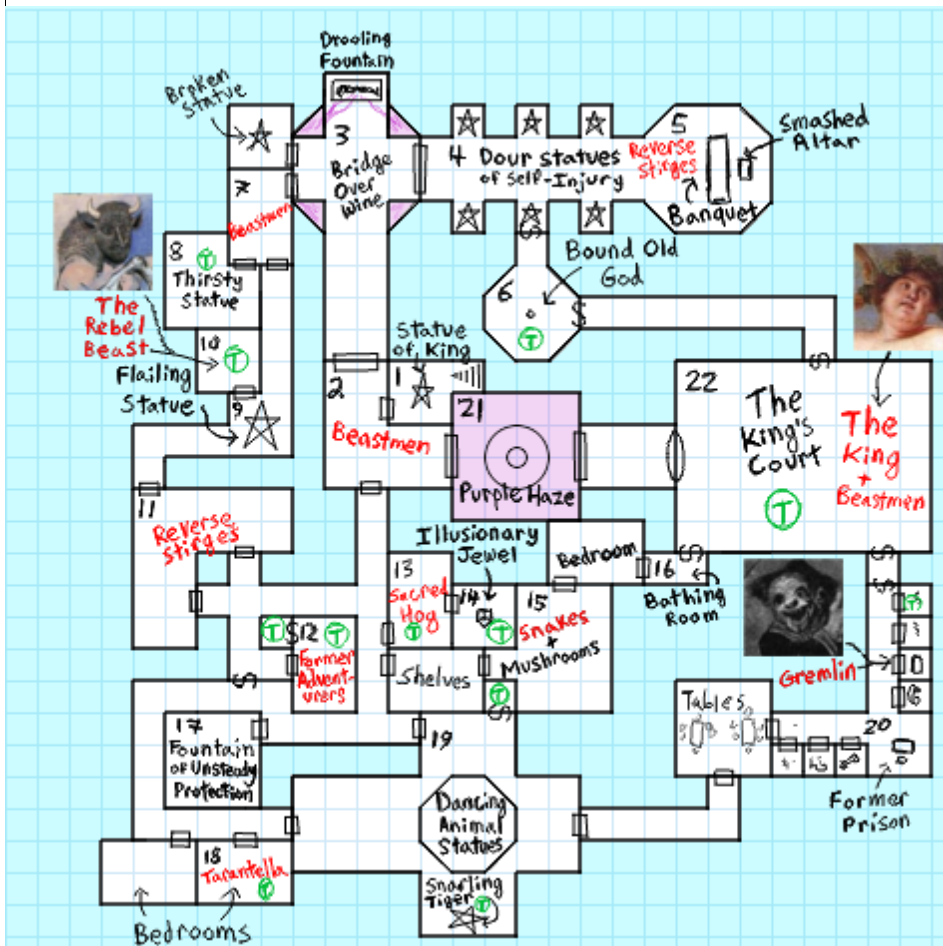 Drooling
Fountain
Broken
Statue
3
Bridge
Over
Wine
4 Dour statues
of Self-Injury
5
Reverse
Stirges
Banquet
Smashed
Altar
7
Beastmen
8
T
Thirsty
Statue
S
Bound Old
God
6
T
S
The
Rebel
Beast
10
T
Flailing
Statue
9
Statue
of King
1
2
Beastmen
21
Purple Haze
S
22
The
King's
Court
T
The
King
+
Beastmen
11
Reverse
Stirges
Illusionary
Jewel
Bedroom
S
16
Bathing
Room
S
S
13
Sacred
Hog
T
14
T
15
Snakes
+
Mushrooms
T
T
S
12
T
Former
Advent-
urers
Shelves
T
S
S
Gremlin
17
Fountain
of Unsteady
Protection
19
Tables
20
Former
Prison
Dancing
Animal
Statues
18
Tarantella
T
Snarling
Tiger
T
Bedrooms